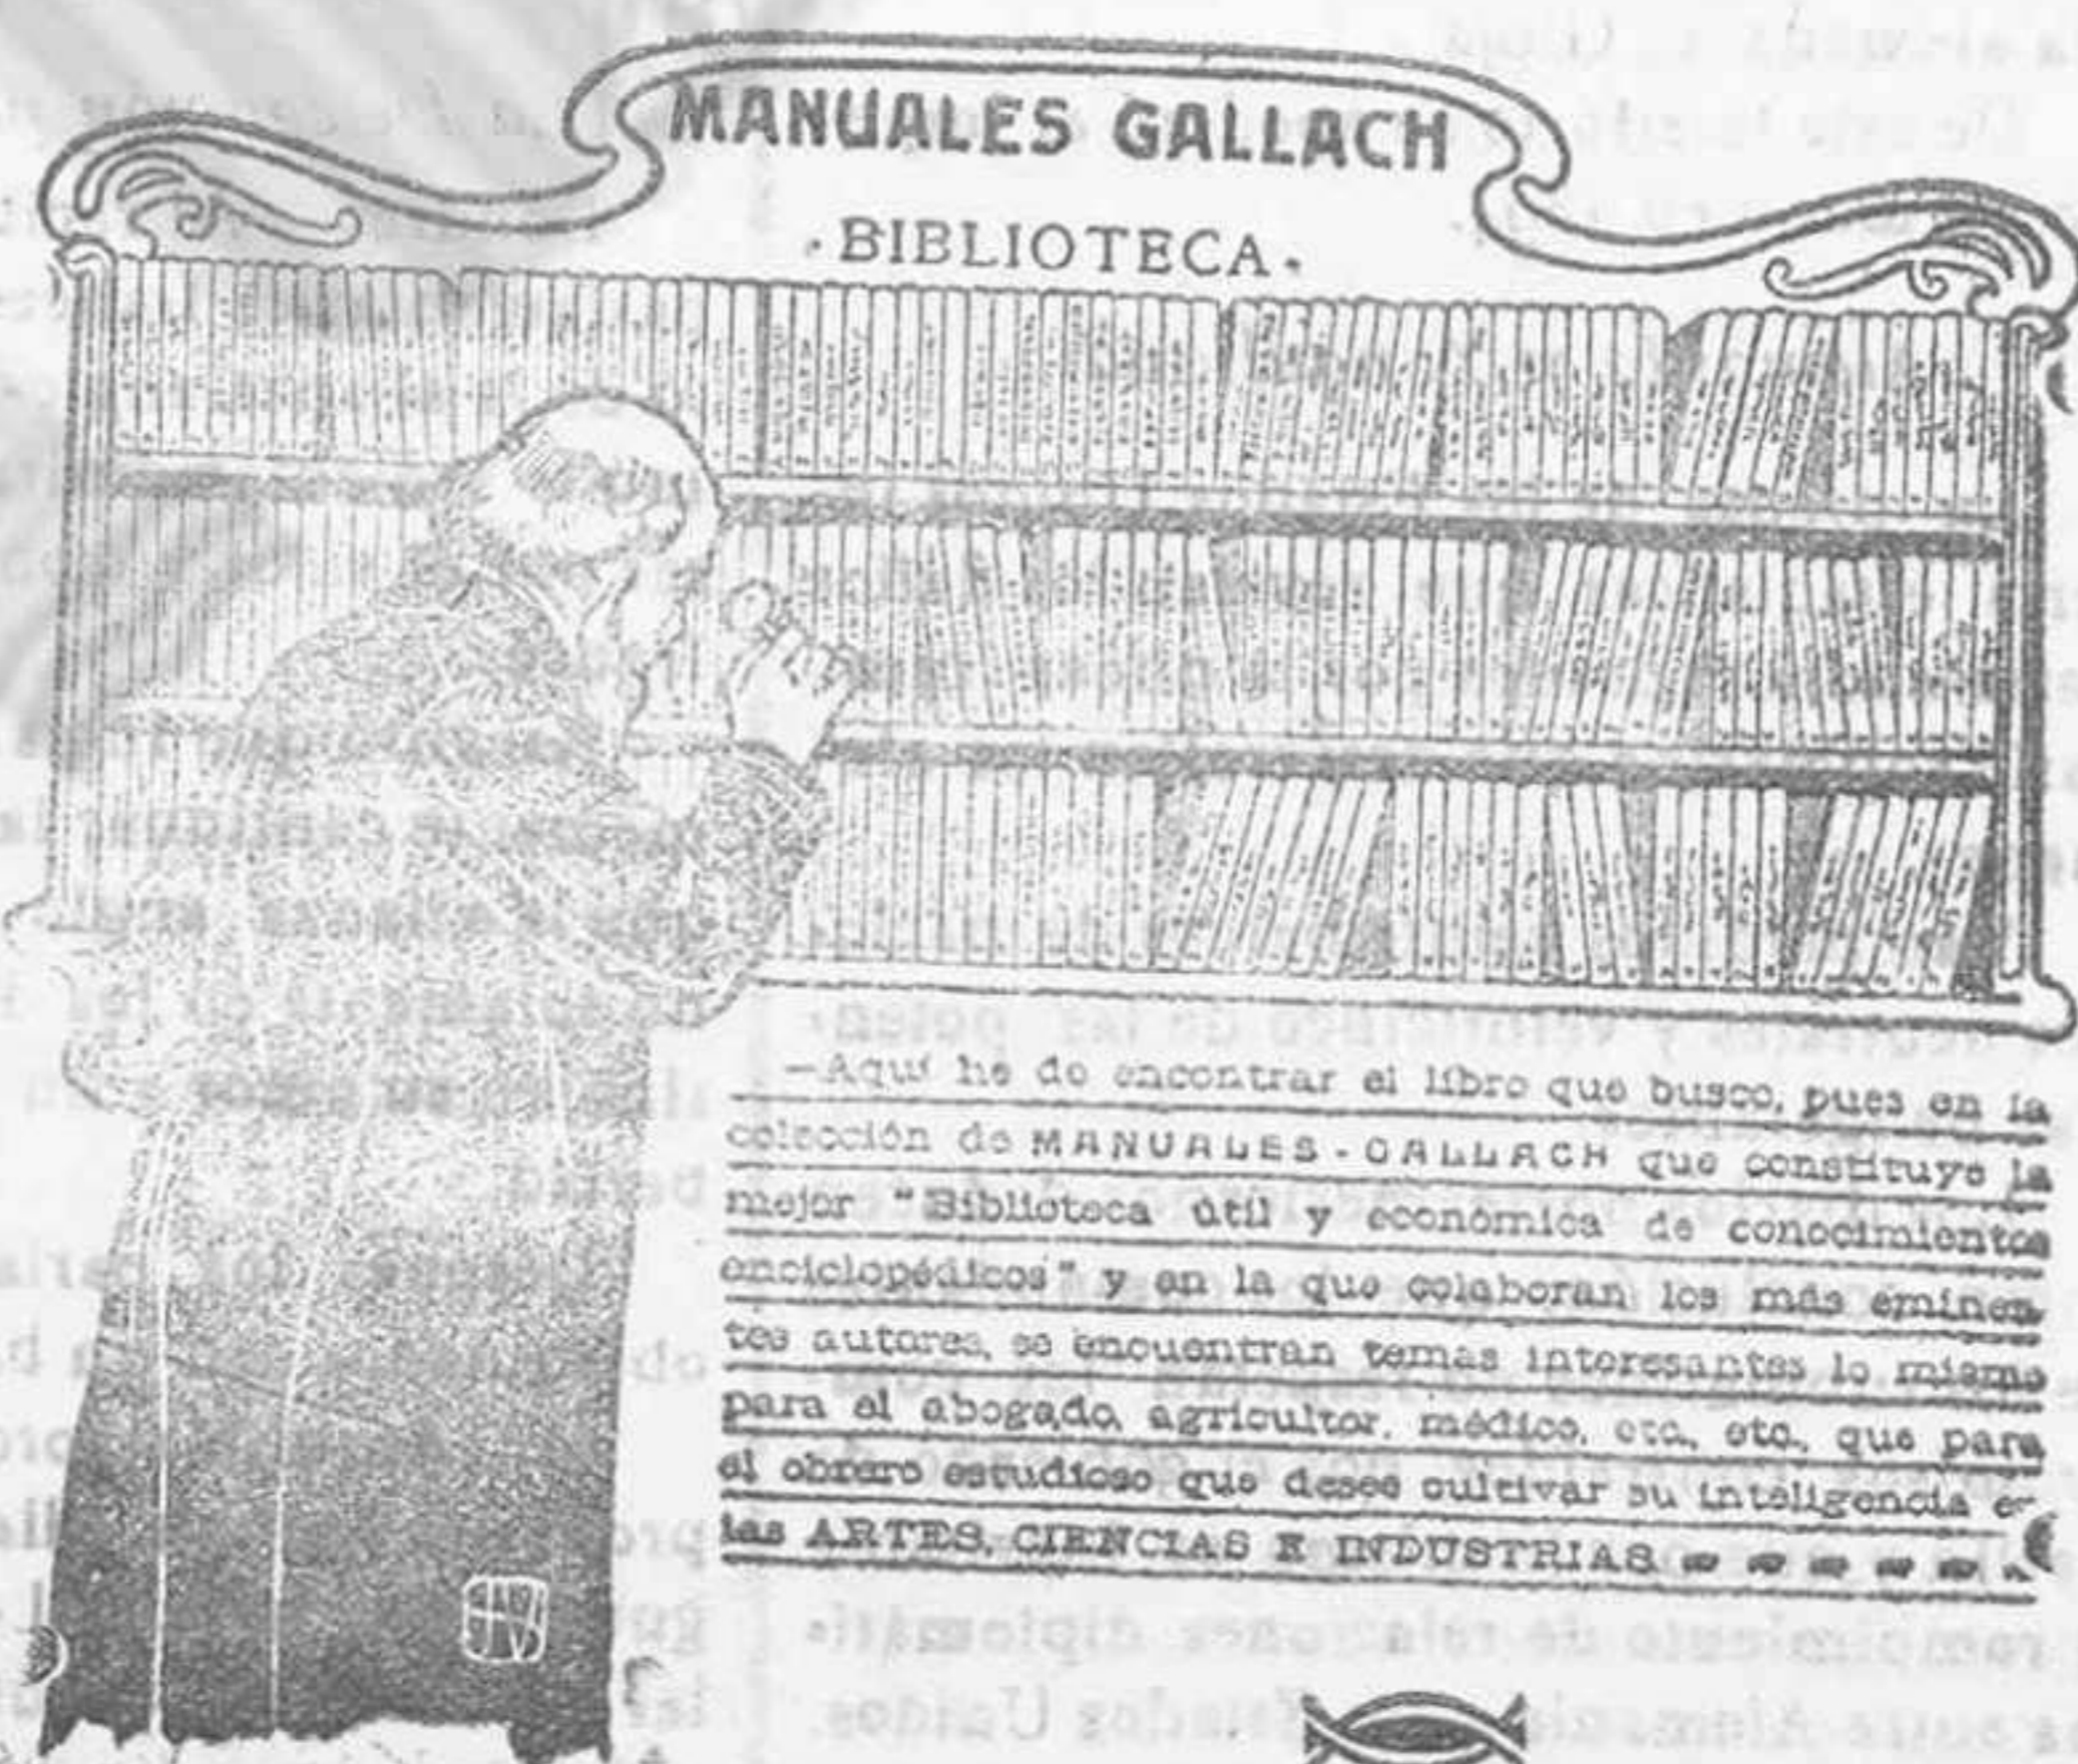 MANUALES GALLACH
· BIBLIOTECA ·
—Aquí he de encontrar el libro que busco, pues en la
colección de MANUALES-GALLACH que constituye la
mejor "Biblioteca útil y económica de conocimientos
enciclopédicos" y en la que colaboran los más eminen-
tes autores, se encuentran temas interesantes lo mismo
para el abogado, agricultor, médico, etc., etc., que para
el obrero estudioso que desee cultivar su inteligencia en
las ARTES, CIENCIAS E INDUSTRIAS